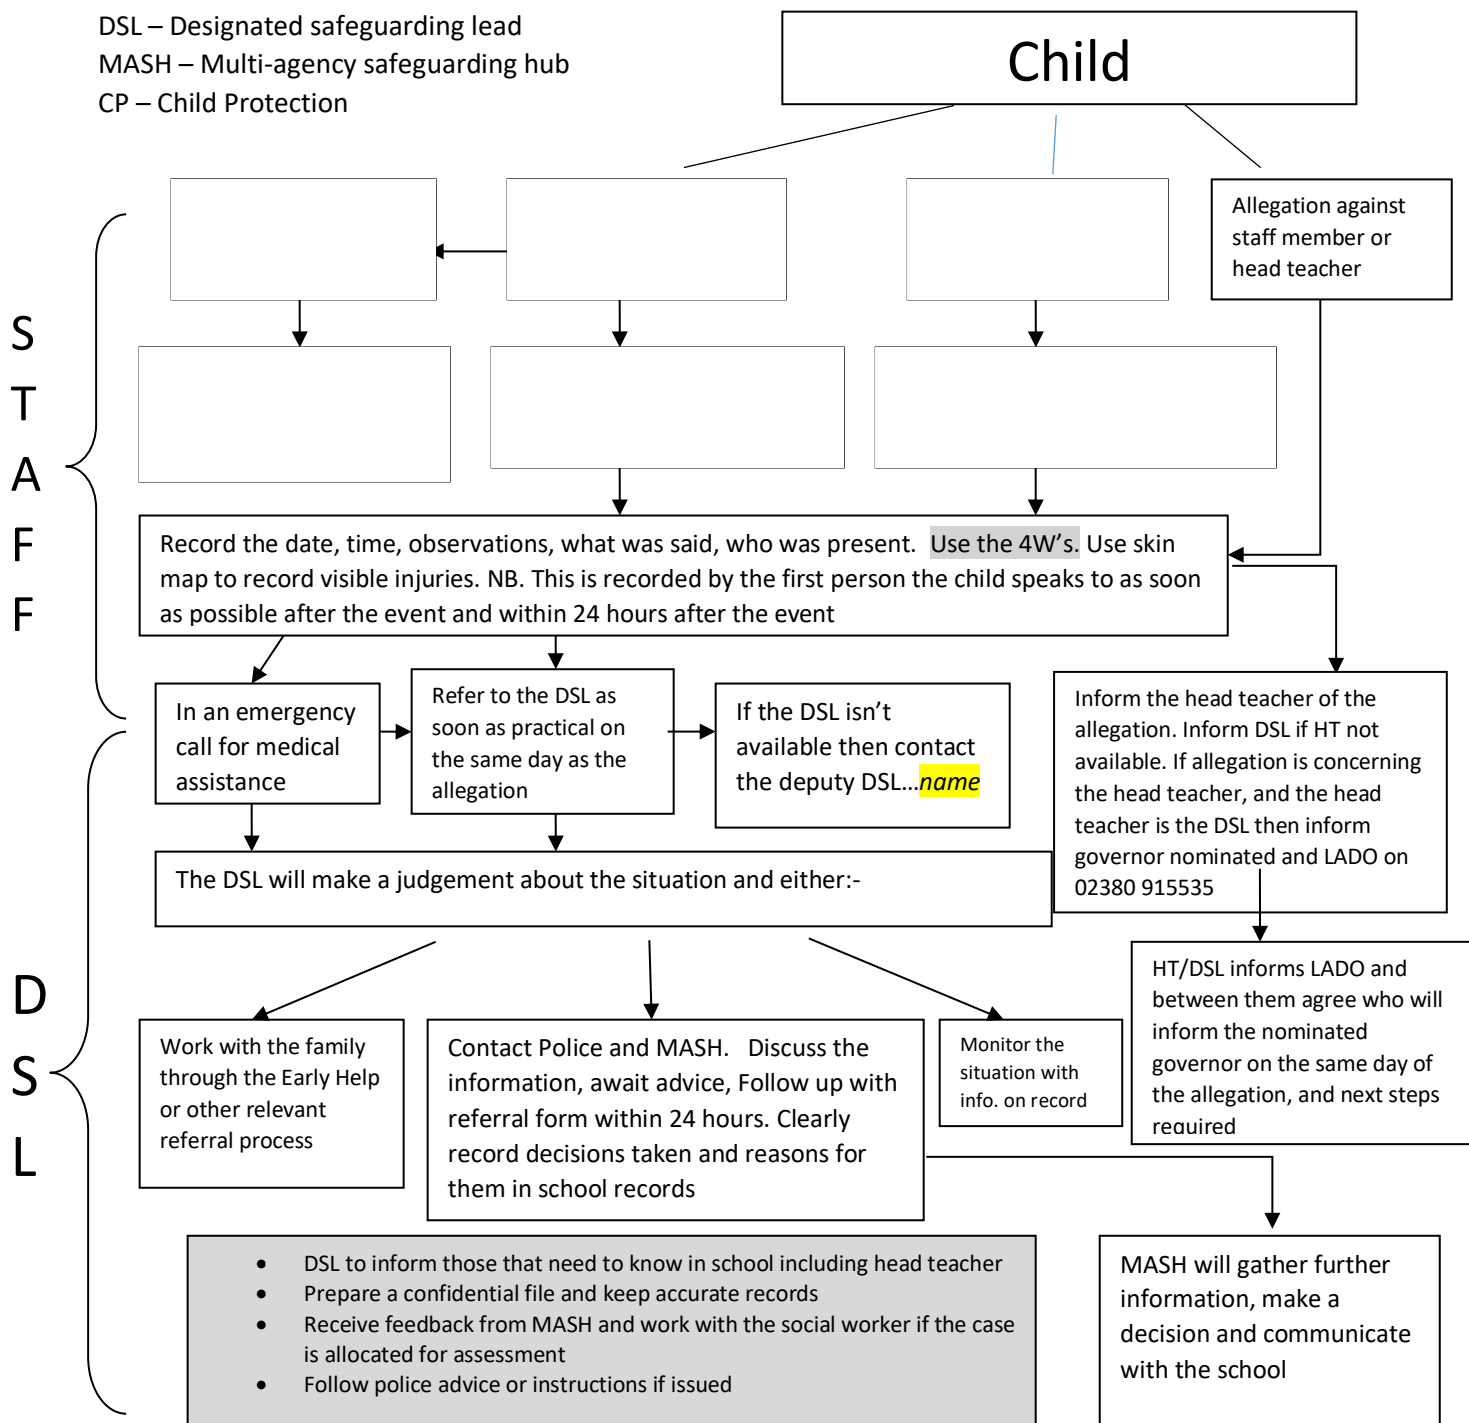 DSL – Designated safeguarding lead
MASH – Multi-agency safeguarding hub
CP – Child Protection
Child
Allegation against
staff member or
head teacher
S
T
A
F
F
Record the date, time, observations, what was said, who was present.   Use the 4W's. Use skin
map to record visible injuries. NB. This is recorded by the first person the child speaks to as soon
as possible after the event and within 24 hours after the event
In an emergency
call for medical
assistance
Refer to the DSL as
soon as practical on
the same day as the
allegation
If the DSL isn't
available then contact
the deputy DSL…name
Inform the head teacher of the
allegation. Inform DSL if HT not
available. If allegation is concerning
the head teacher, and the head
teacher is the DSL then inform
governor nominated and LADO on
02380 915535
The DSL will make a judgement about the situation and either:-
D
S
L
Work with the family
through the Early Help
or other relevant
referral process
Contact Police and MASH.   Discuss the
information, await advice, Follow up with
referral form within 24 hours. Clearly
record decisions taken and reasons for
them in school records
Monitor the
situation with
info. on record
HT/DSL informs LADO and
between them agree who will
inform the nominated
governor on the same day of
the allegation, and next steps
required
• DSL to inform those that need to know in school including head teacher
• Prepare a confidential file and keep accurate records
• Receive feedback from MASH and work with the social worker if the case
is allocated for assessment
• Follow police advice or instructions if issued
MASH will gather further
information, make a
decision and communicate
with the school